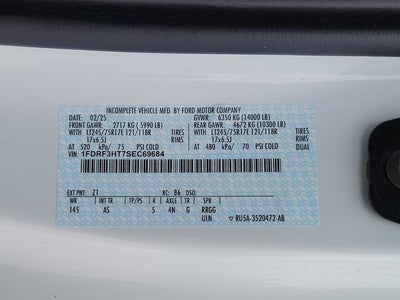 INCOMPLETE VEHICLE MFD. BY FORD MOTOR COMPANY
DATE: 02/25 GVWR: 6350 KG (14000 LB)
FRONT GAWR: 2717 KG (5990 LB) REAR GAWR: 4672 KG (10300 LB)
WITH LT245/75R17E 121/118R TIRES WITH LT245/75R17E 121/118R TIRES
17x6.5J RIMS 17x6.5J RIMS
AT 520 kPa/ 75 PSI COLD AT 480 kPa/ 70 PSI COLD DUAL
VIN: 1FDRF3HT7SEC69684
EXT PNT: Z1 RC: B6 DSO:
WB INT TR TP/PS R AXLE TR SPR
145 AS S 4N G RRGG
ULN RU5A-3520472-AB